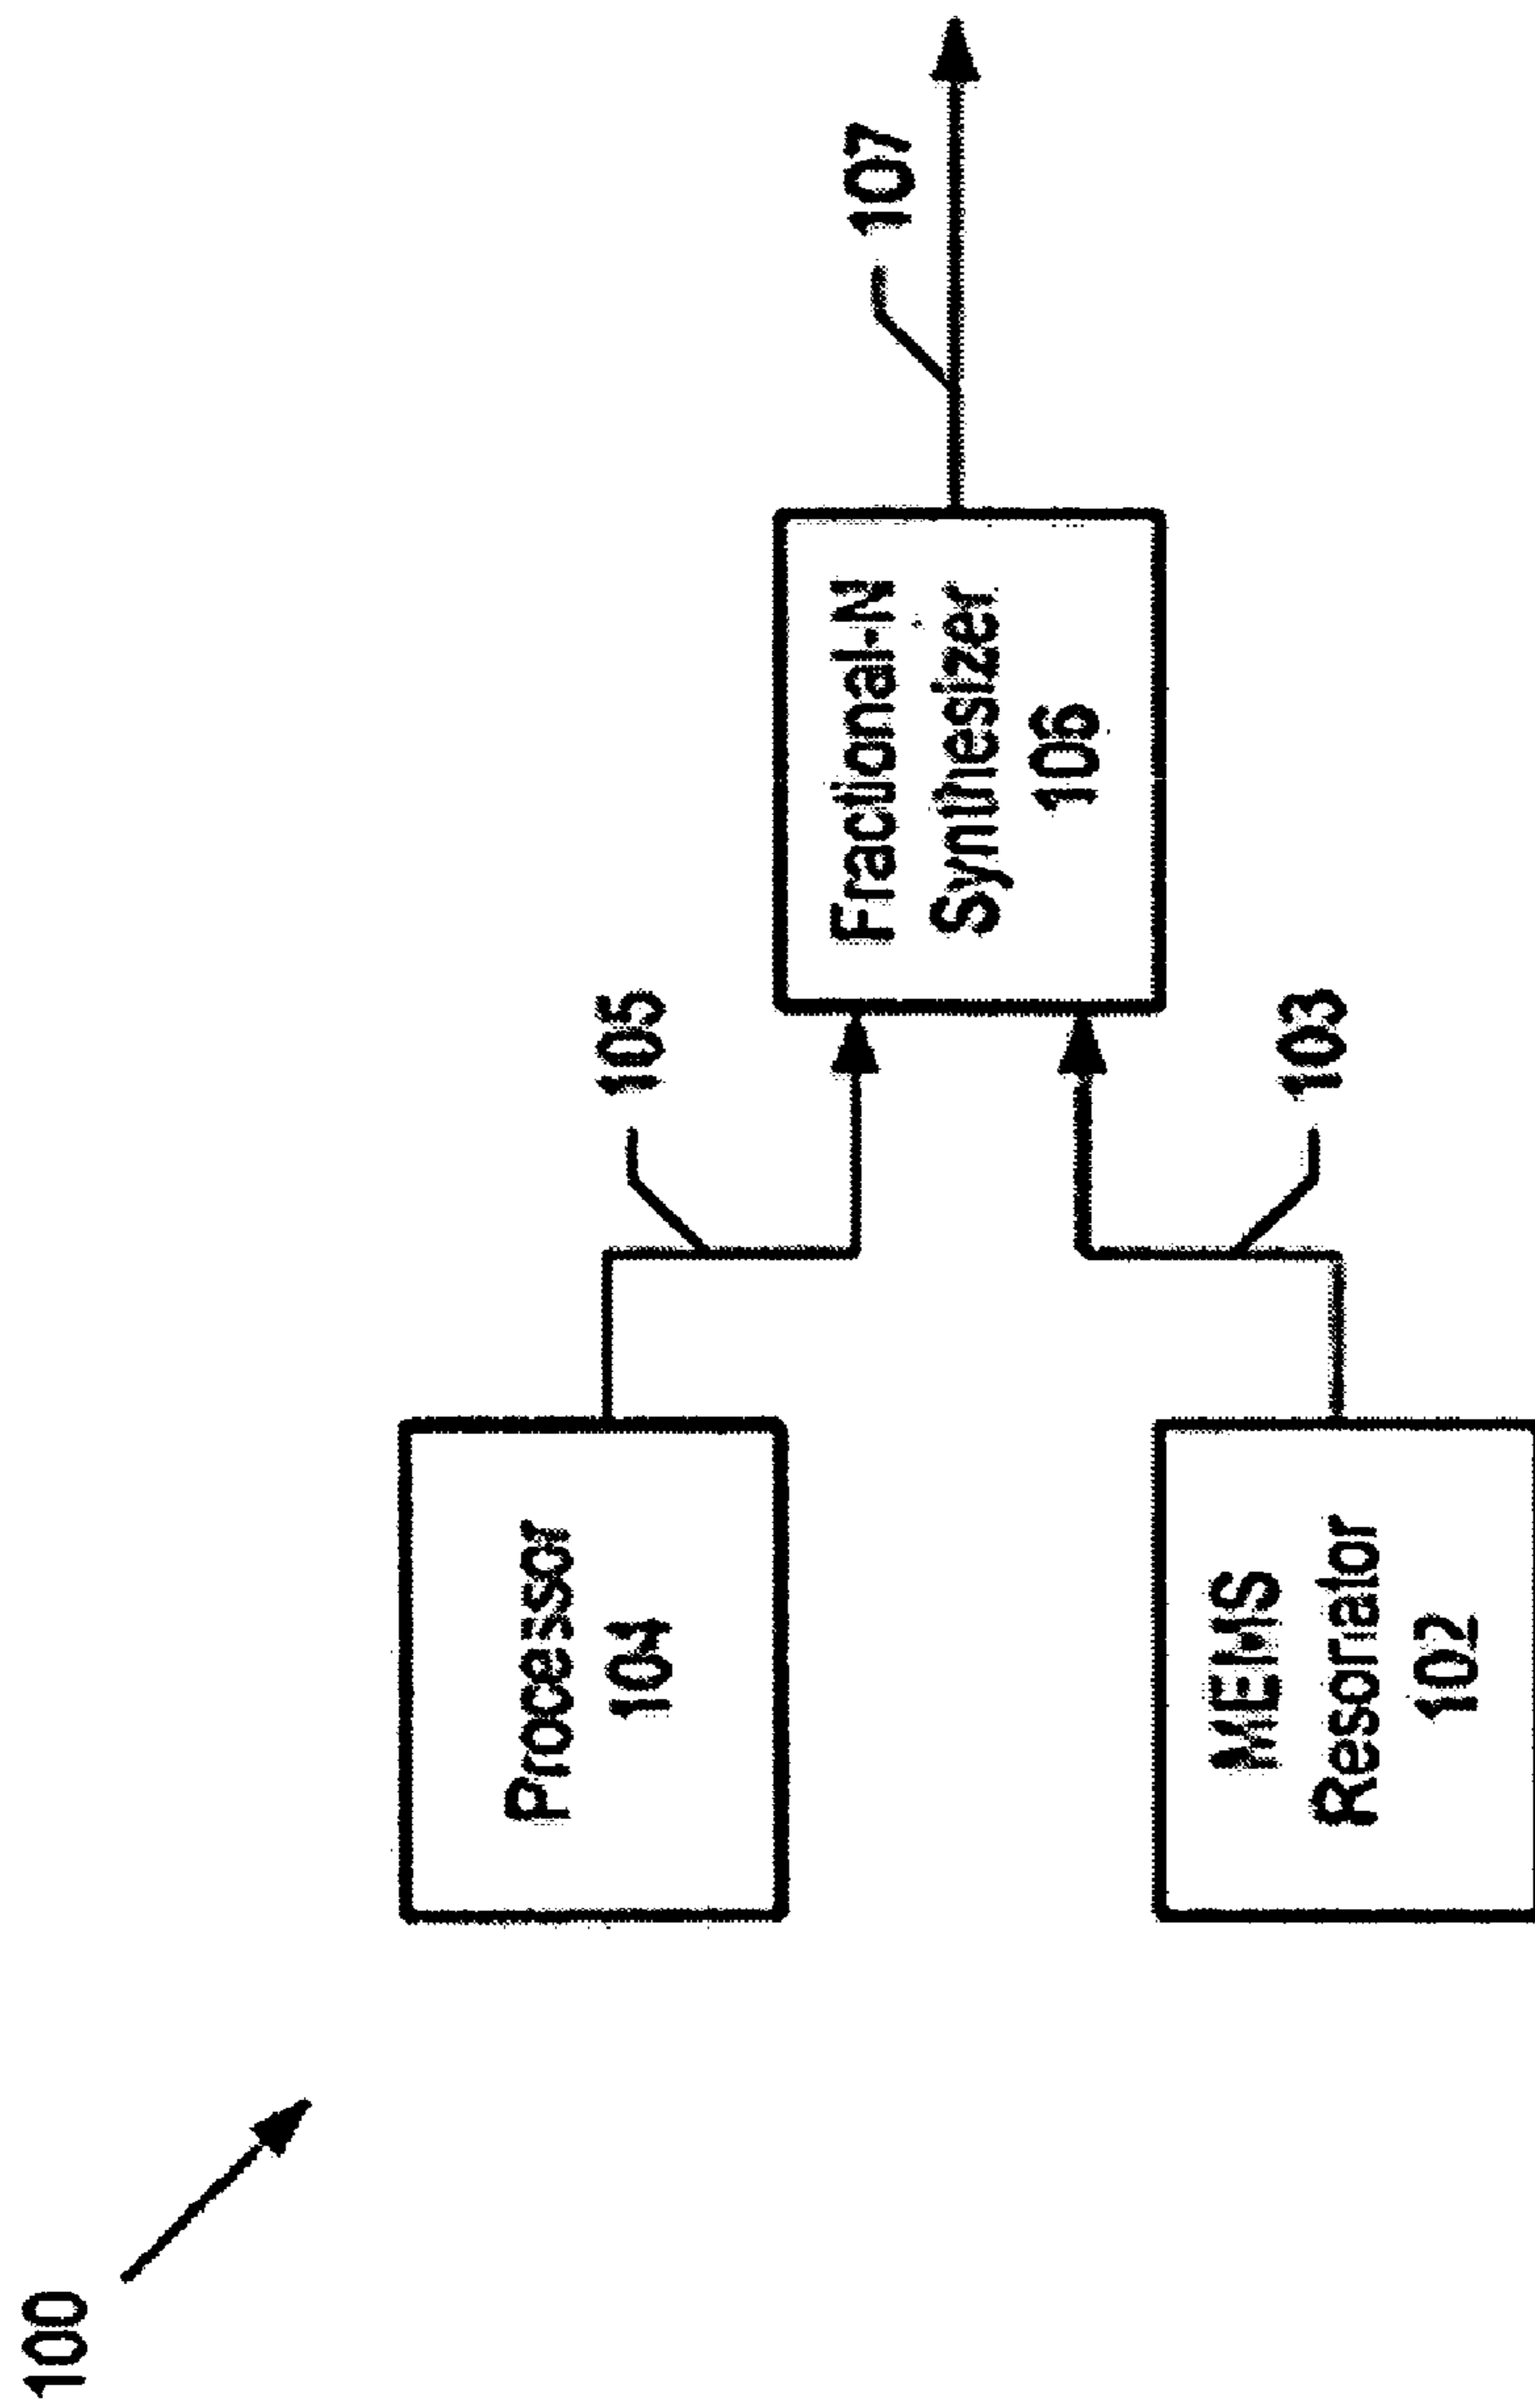 100
Processor
104
105
MEMS
Resonator
102
103
Fractional-N
Synthesizer
106
107